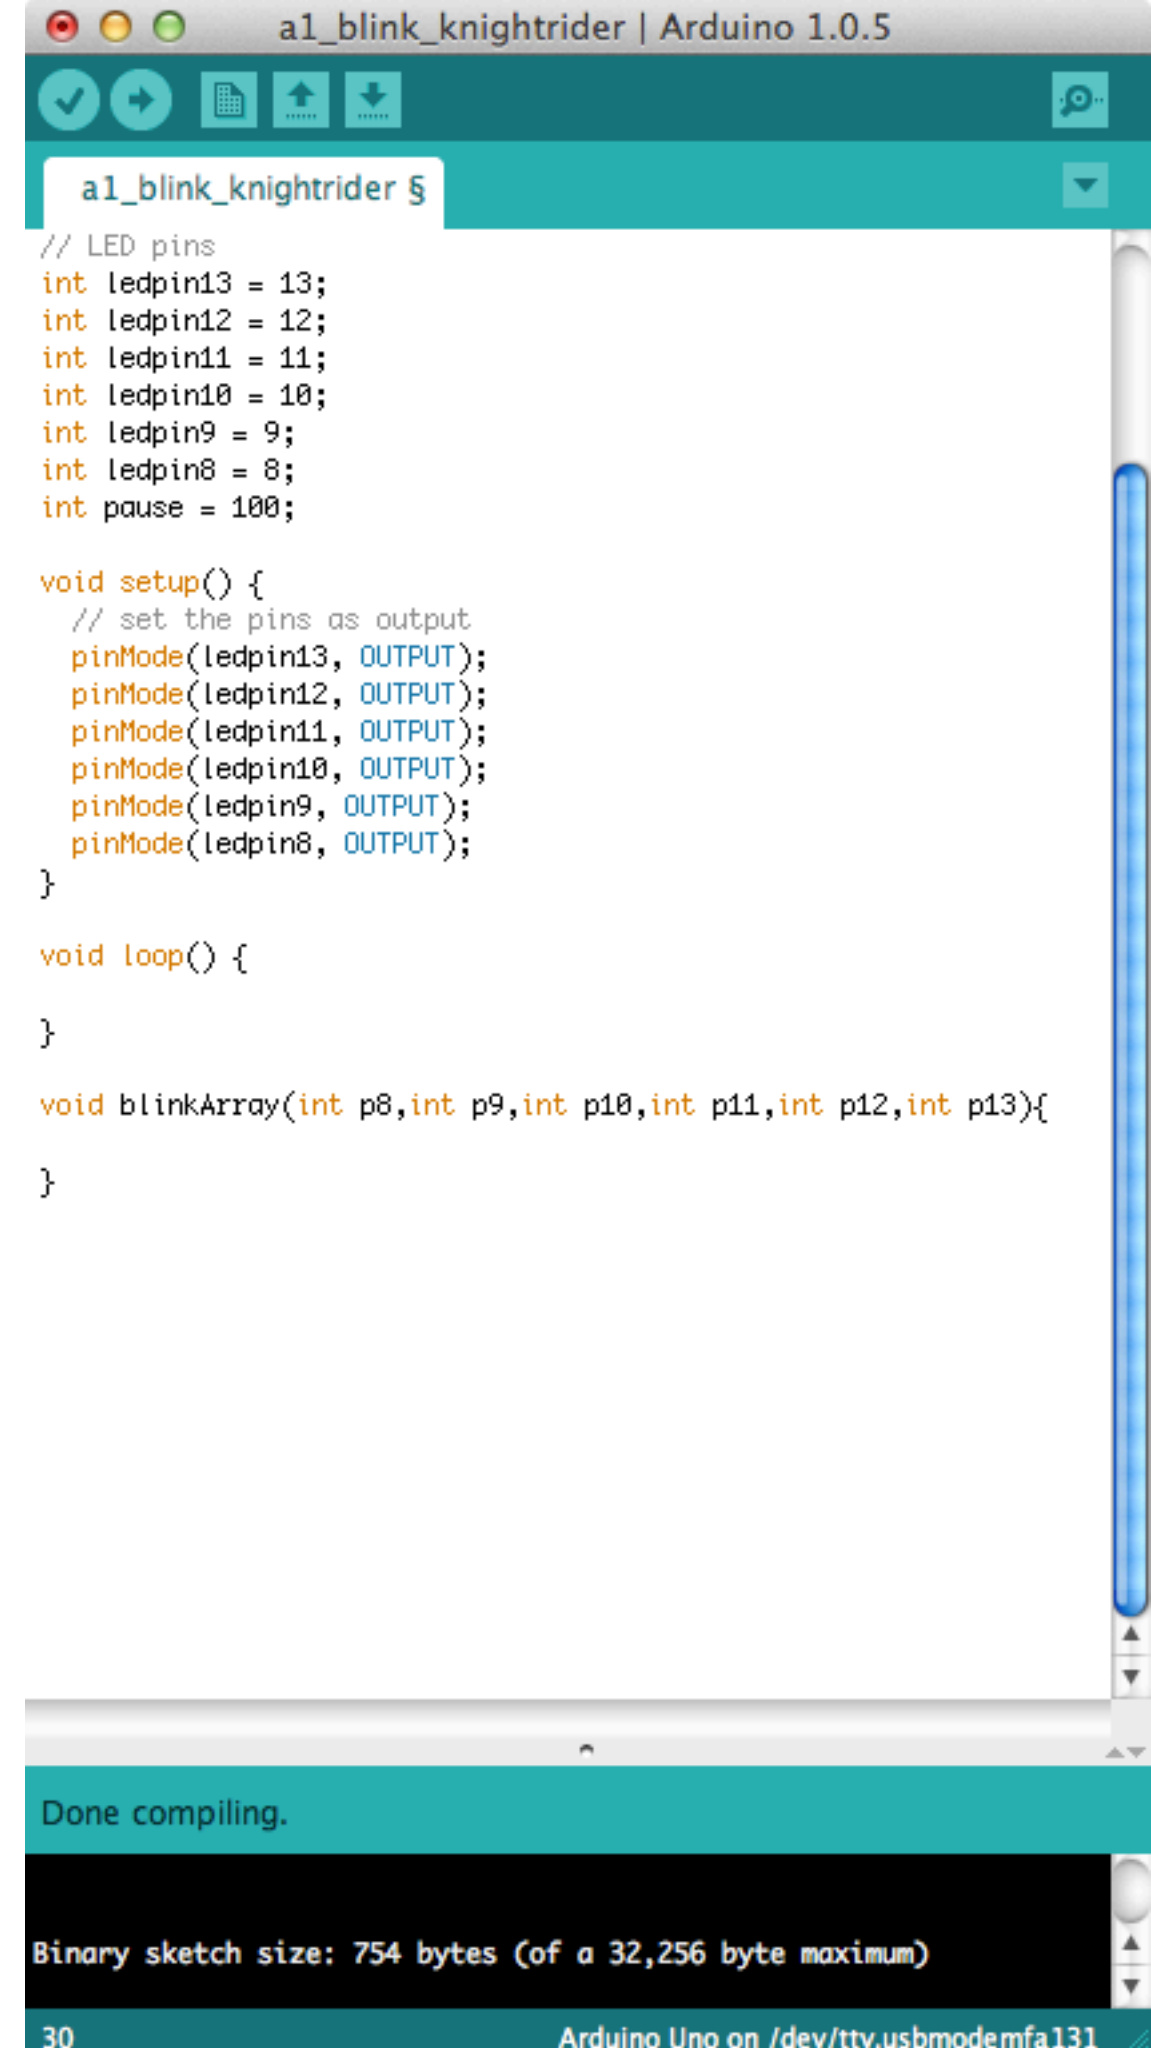 a1_blink_knightrider | Arduino 1.0.5
a1_blink_knightrider §
// LED pins
int ledpin13 = 13;
int ledpin12 = 12;
int ledpin11 = 11;
int ledpin10 = 10;
int ledpin9 = 9;
int ledpin8 = 8;
int pause = 100;
void setup() {
// set the pins as output
pinMode(ledpin13, OUTPUT);
pinMode(ledpin12, OUTPUT);
pinMode(ledpin11, OUTPUT);
pinMode(ledpin10, OUTPUT);
pinMode(ledpin9, OUTPUT);
pinMode(ledpin8, OUTPUT);
}
void loop() {
}
void blinkArray(int p8,int p9,int p10,int p11,int p12,int p13){
}
Done compiling.
Binary sketch size: 754 bytes (of a 32,256 byte maximum)
30 Arduino Uno on /dev/tty.usbmodemfa131